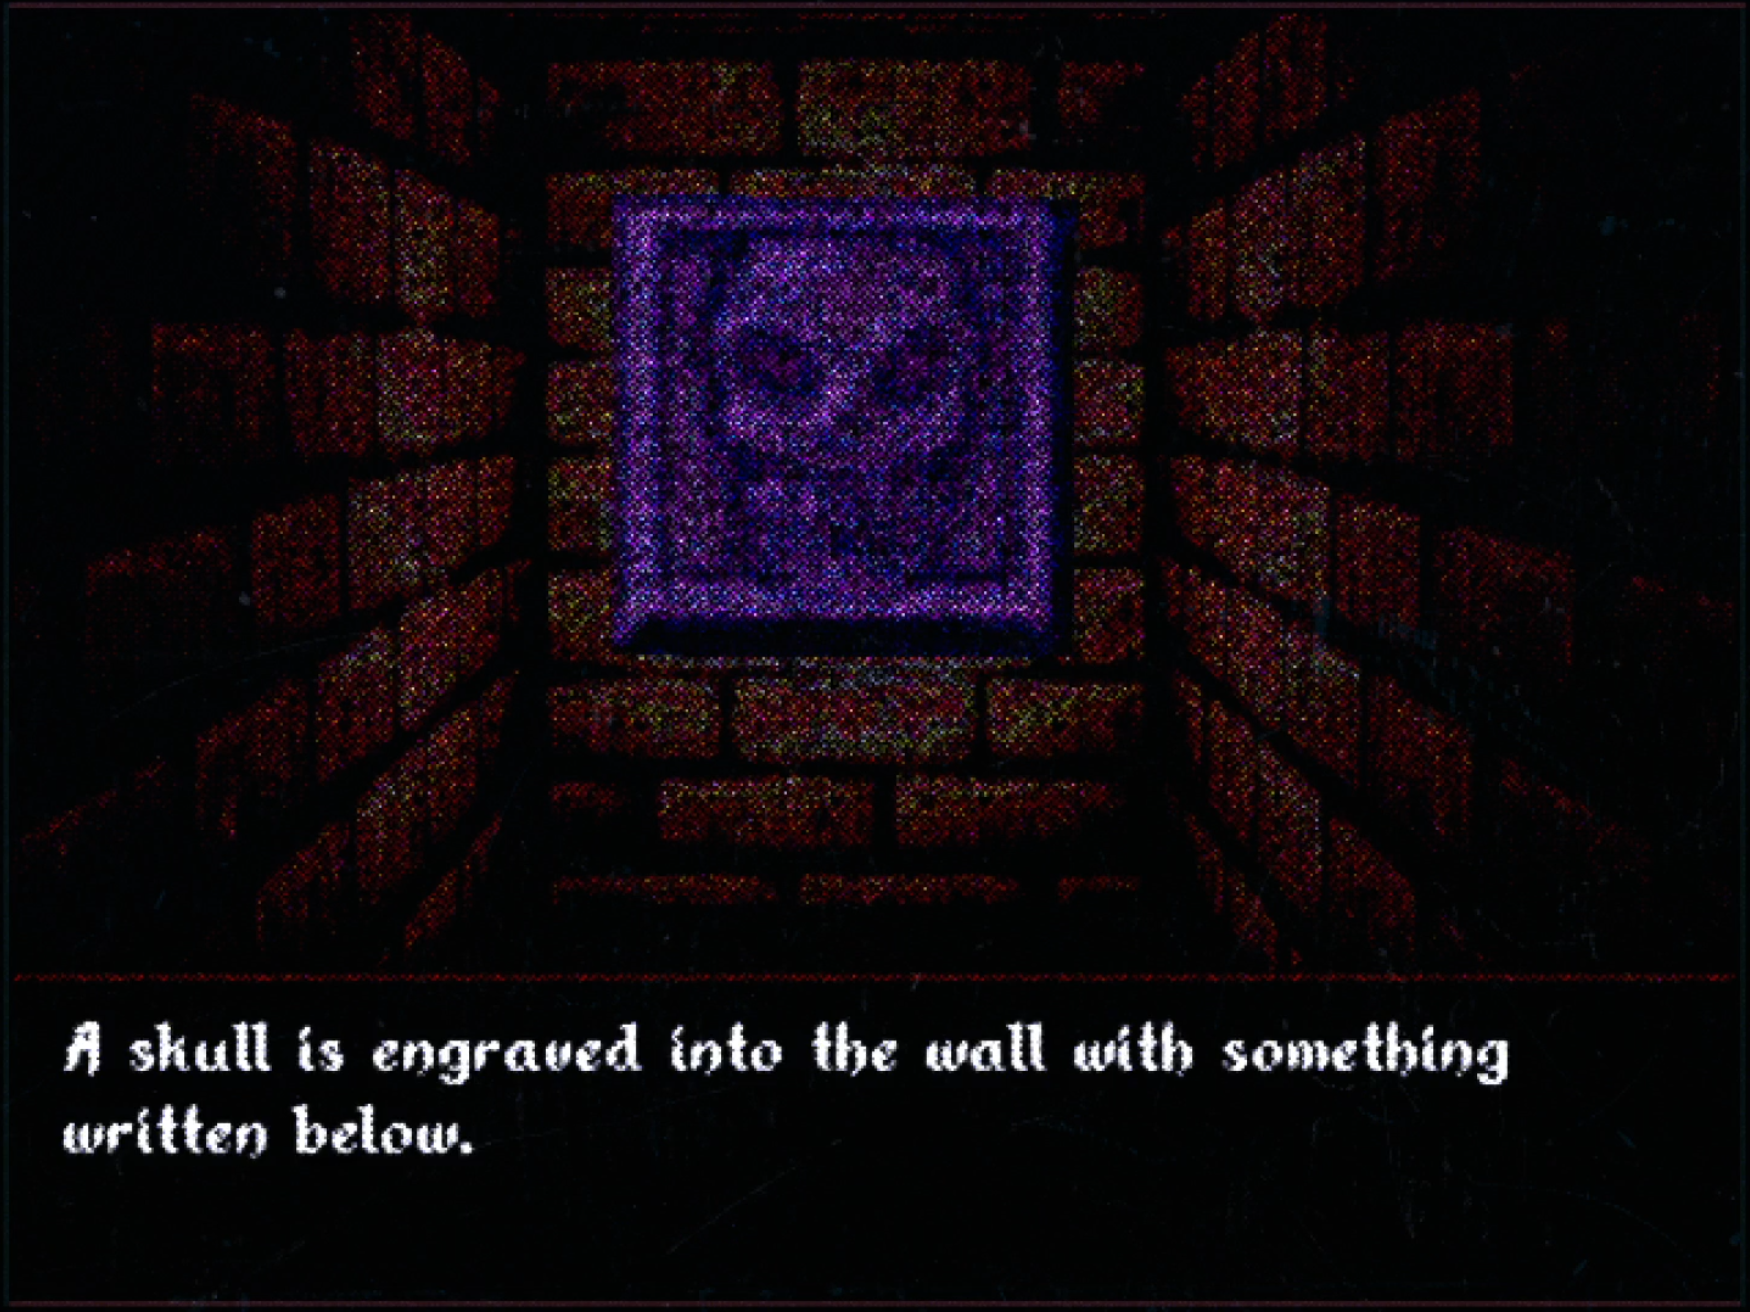 A skull is engraved into the wall with something
written below.